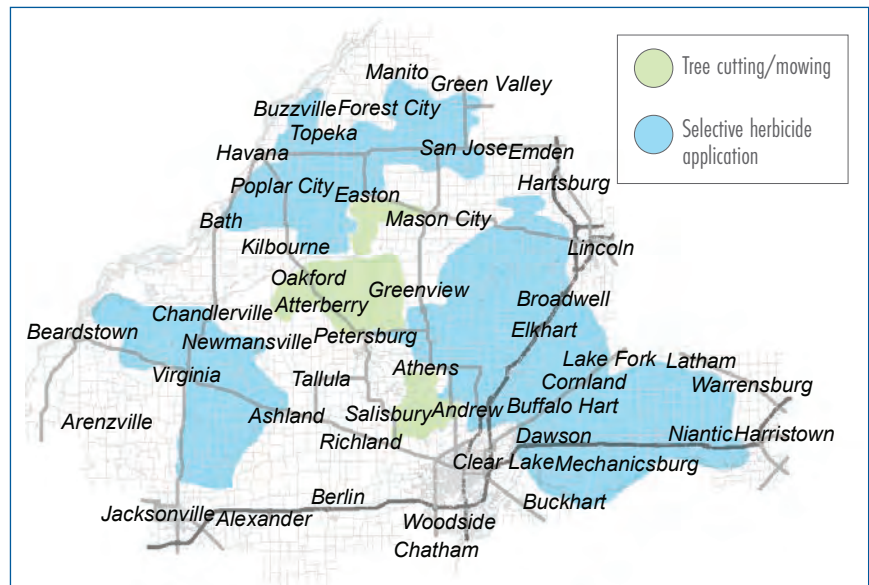 Manito
Green Valley
Tree cutting/mowing
Buzzville
Forest City
Topeka
Selective herbicide
application
Havana
San Jose
Emden
Poplar City
Easton
Hartsburg
Bath
Mason City
Kilbourne
Lincoln
Oakford
Greenview
Atterberry
Broadwell
Chandlerville
Beardstown
Newmansville
Petersburg
Elkhart
Lake Fork
Latham
Virginia
Tallula
Athens
Cornland
Warrensburg
Arenzville
Ashland
Salisbury
Andrew
Buffalo Hart
Richland
Dawson
Niantic
Harristown
Clear Lake
Mechanicsburg
Berlin
Buckhart
Jacksonville
Alexander
Woodside
Chatham